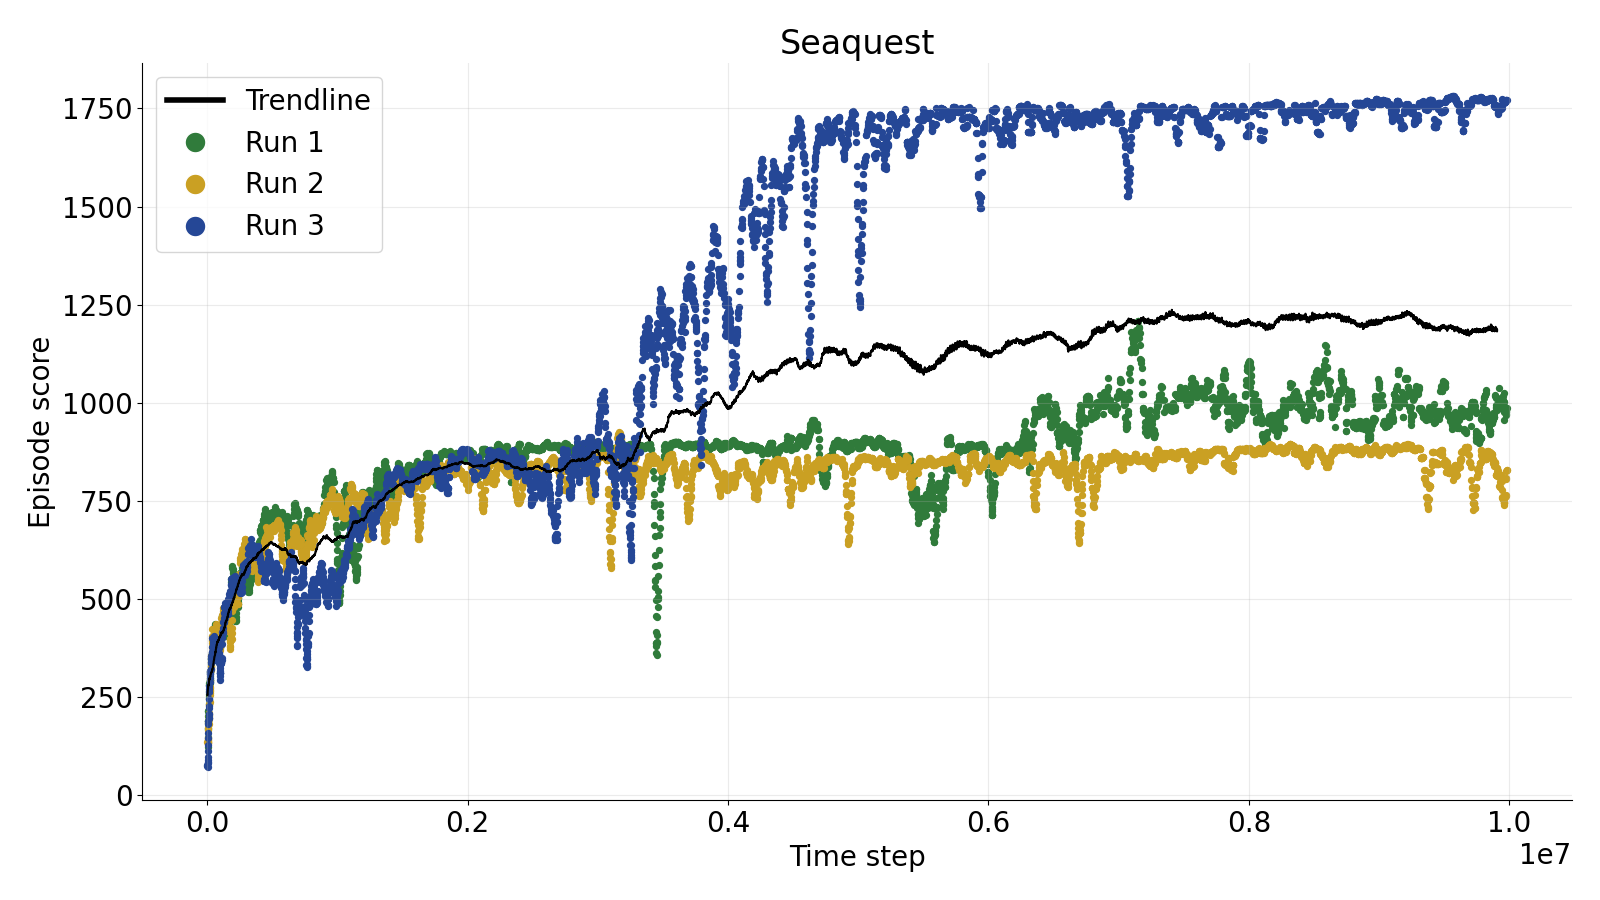 Seaquest
Trendline
Run 1
Run 2
Run 3
1750
1500
1250
1000
750
500
250
0
Episode score
0.0 0.2 0.4 0.6 0.8 1.0
1e7
Time step